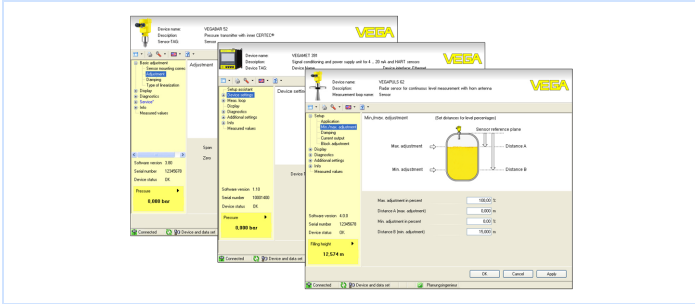 Device name VEGABAR 52
Description Pressure transmitter with inner CERTEC®
Sensor TAG Sensor
Basic adjustment
Sensor mounting correc
Adjustment
Damping
Type of linearization
Display
Diagnostics
Service
Info
Measured values
Adjustment
Span
Zero
Software version 3.80
Serial number 12345678
Device status OK
Pressure
0,000 bar
Connected
Device and data set
Device name VEGAMET 391
Description Signal conditioning and power supply unit for 4 .. 20 mA and HART sensors
Device TAG Device Name
Device interface Ethernet
VEGA
Setup assistant
Device settings
Meas. loop
Display
Diagnostics
Additional settings
Info
Measured values
Device settin
Device T
Software version 1.10
Serial number 10001400
Device status OK
Pressure
0,000 bar
Connected
Device and data set
Device name VEGAPULS 62
Description Radar sensor for continuous level measurement with horn antenna
Measurement loop name Sensor
VEGA
Setup
Application
Min./max. adjustment
Damping
Current output
Block adjustment
Display
Diagnostics
Additional settings
Info
Measured values
Min./max. adjustment (Set distances for level percentages)
Sensor reference plane
Max. adjustment
Distance A
Min. adjustment
Distance B
Max. adjustment in percent 100,00 %
Distance A (max. adjustment) 0,000 m
Min. adjustment in percent 0,00 %
Distance B (min. adjustment) 15,000 m
Software version 4.0.0
Serial number 12345678
Device status OK
Filling height
12,574 m
OK Cancel Apply
Connected
Device and data set
Planungsingenieur